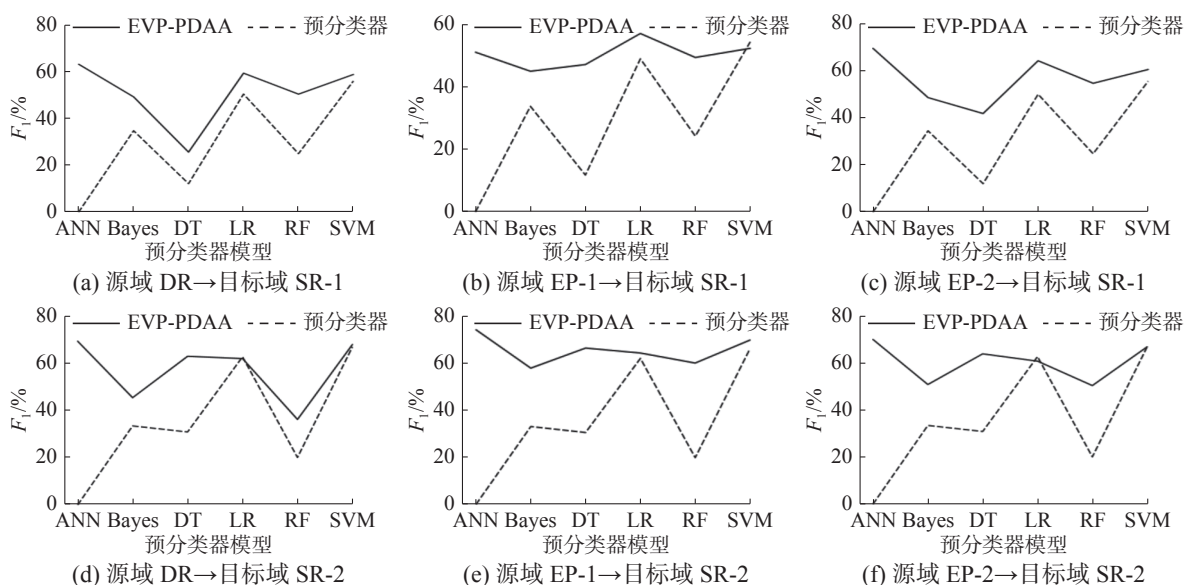 EVP-PDAA 预分类器
80
60
40
20
0
F₁/%
ANN Bayes DT LR RF SVM
预分类器模型
(a) 源域 DR→目标域 SR-1
EVP-PDAA 预分类器
60
40
20
0
F₁/%
ANN Bayes DT LR RF SVM
预分类器模型
(b) 源域 EP-1→目标域 SR-1
EVP-PDAA 预分类器
80
60
40
20
0
F₁/%
ANN Bayes DT LR RF SVM
预分类器模型
(c) 源域 EP-2→目标域 SR-1
EVP-PDAA 预分类器
80
60
40
20
0
F₁/%
ANN Bayes DT LR RF SVM
预分类器模型
(d) 源域 DR→目标域 SR-2
EVP-PDAA 预分类器
80
60
40
20
0
F₁/%
ANN Bayes DT LR RF SVM
预分类器模型
(e) 源域 EP-1→目标域 SR-2
EVP-PDAA 预分类器
80
60
40
20
0
F₁/%
ANN Bayes DT LR RF SVM
预分类器模型
(f) 源域 EP-2→目标域 SR-2